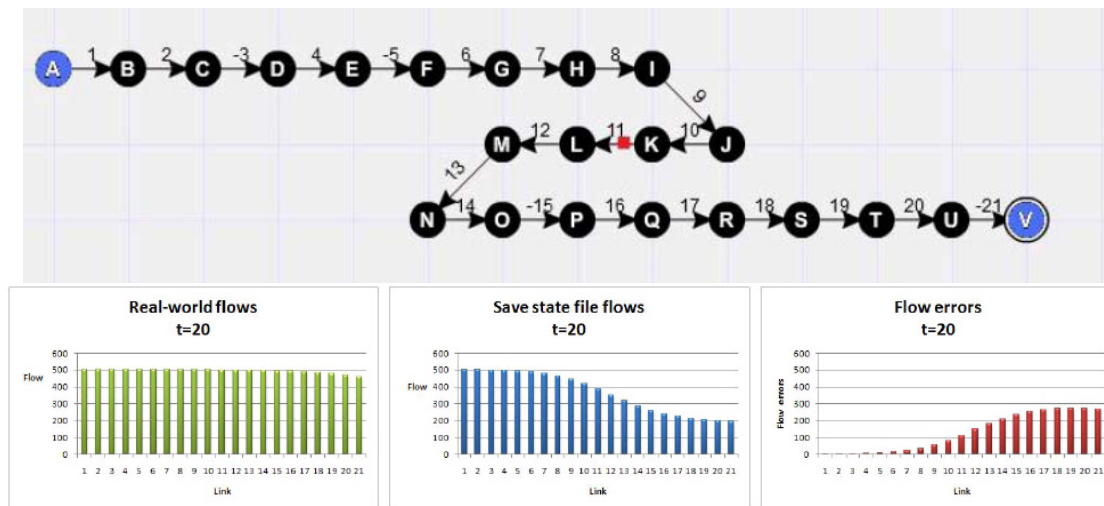 1 2 -3 4 -5 6 7 8
A B C D E F G H I
9
12 11 10
M L K J
13
14 -15 16 17 18 19 20 -21
N O P Q R S T U V
Real-world flows
t=20
600
500
400
300
200
100
0
Flow
1 2 3 4 5 6 7 8 9 10 11 12 13 14 15 16 17 18 19 20 21
Link
Save state file flows
t=20
600
500
400
300
200
100
0
Flow
1 2 3 4 5 6 7 8 9 10 11 12 13 14 15 16 17 18 19 20 21
Link
Flow errors
t=20
600
500
400
300
200
100
0
Flow errors
1 2 3 4 5 6 7 8 9 10 11 12 13 14 15 16 17 18 19 20 21
Link